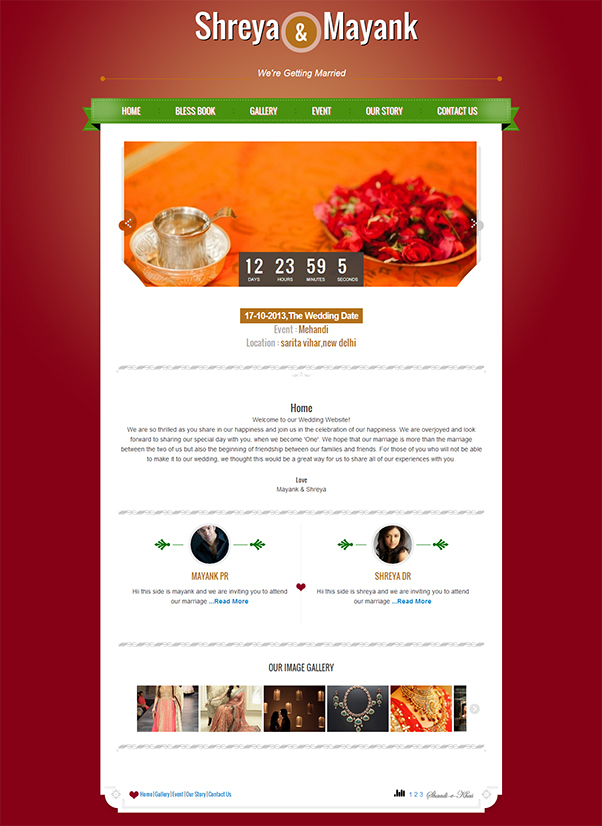 Shreya & Mayank
We're Getting Married
HOME BLESS BOOK GALLERY EVENT OUR STORY CONTACT US
12 23 59 5
DAYS HOURS MINUTES SECONDS
17-10-2013,The Wedding Date
Event : Mehandi
Location : sarita vihar,new delhi
Home
Welcome to our Wedding Website!
We are so thrilled as you share in our happiness and join us in the celebration of our happiness. We are overjoyed and look
forward to sharing our special day with you, when we become 'One'. We hope that our marriage is more than the marriage
between the two of us but also the beginning of friendship between our families and friends. For those of you who will not be able
to make it to our wedding, we thought this would be a great way for us to share all of our experiences with you.
Love
Mayank & Shreya
MAYANK PR
Hi this side is mayank and we are inviting you to attend
our marriage ...Read More
SHREYA DR
Hi this side is shreya and we are inviting you to attend
our marriage ...Read More
OUR IMAGE GALLERY
Home | Gallery | Event | Our Story | Contact Us
1 2 3 Shaadi-e-Khas